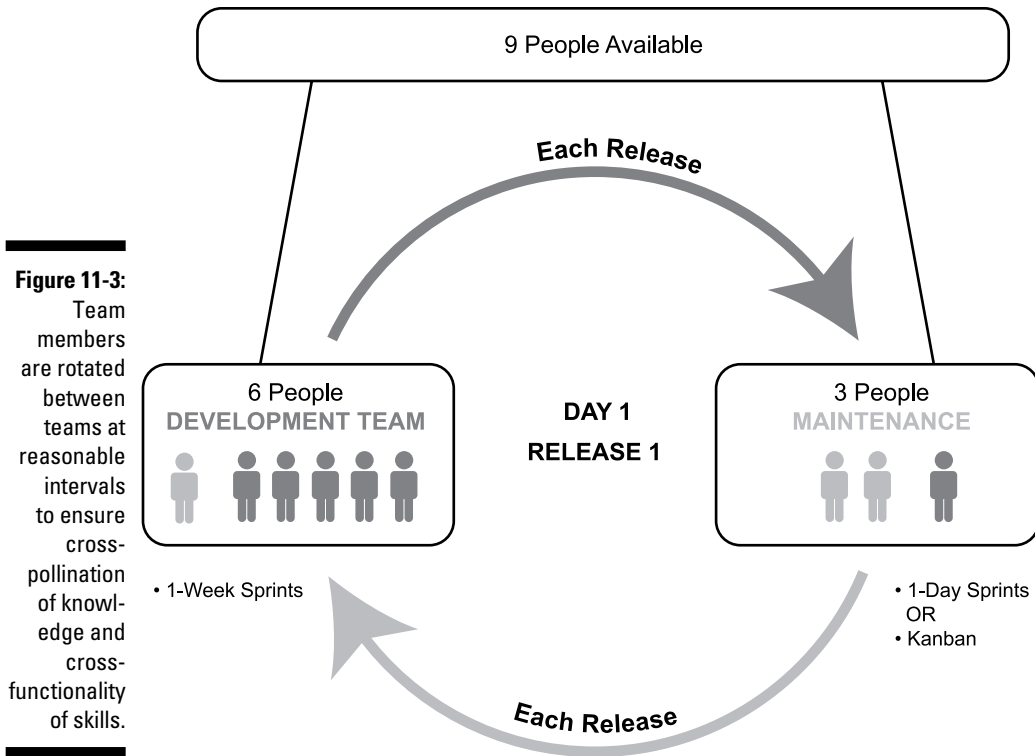 9 People Available
Each Release
Figure 11-3:
Team
members
are rotated
between
teams at
reasonable
intervals
to ensure
cross-
pollination
of knowl-
edge and
cross-
functionality
of skills.
6 People
DEVELOPMENT TEAM
• 1-Week Sprints
DAY 1
RELEASE 1
3 People
MAINTENANCE
• 1-Day Sprints
OR
• Kanban
Each Release